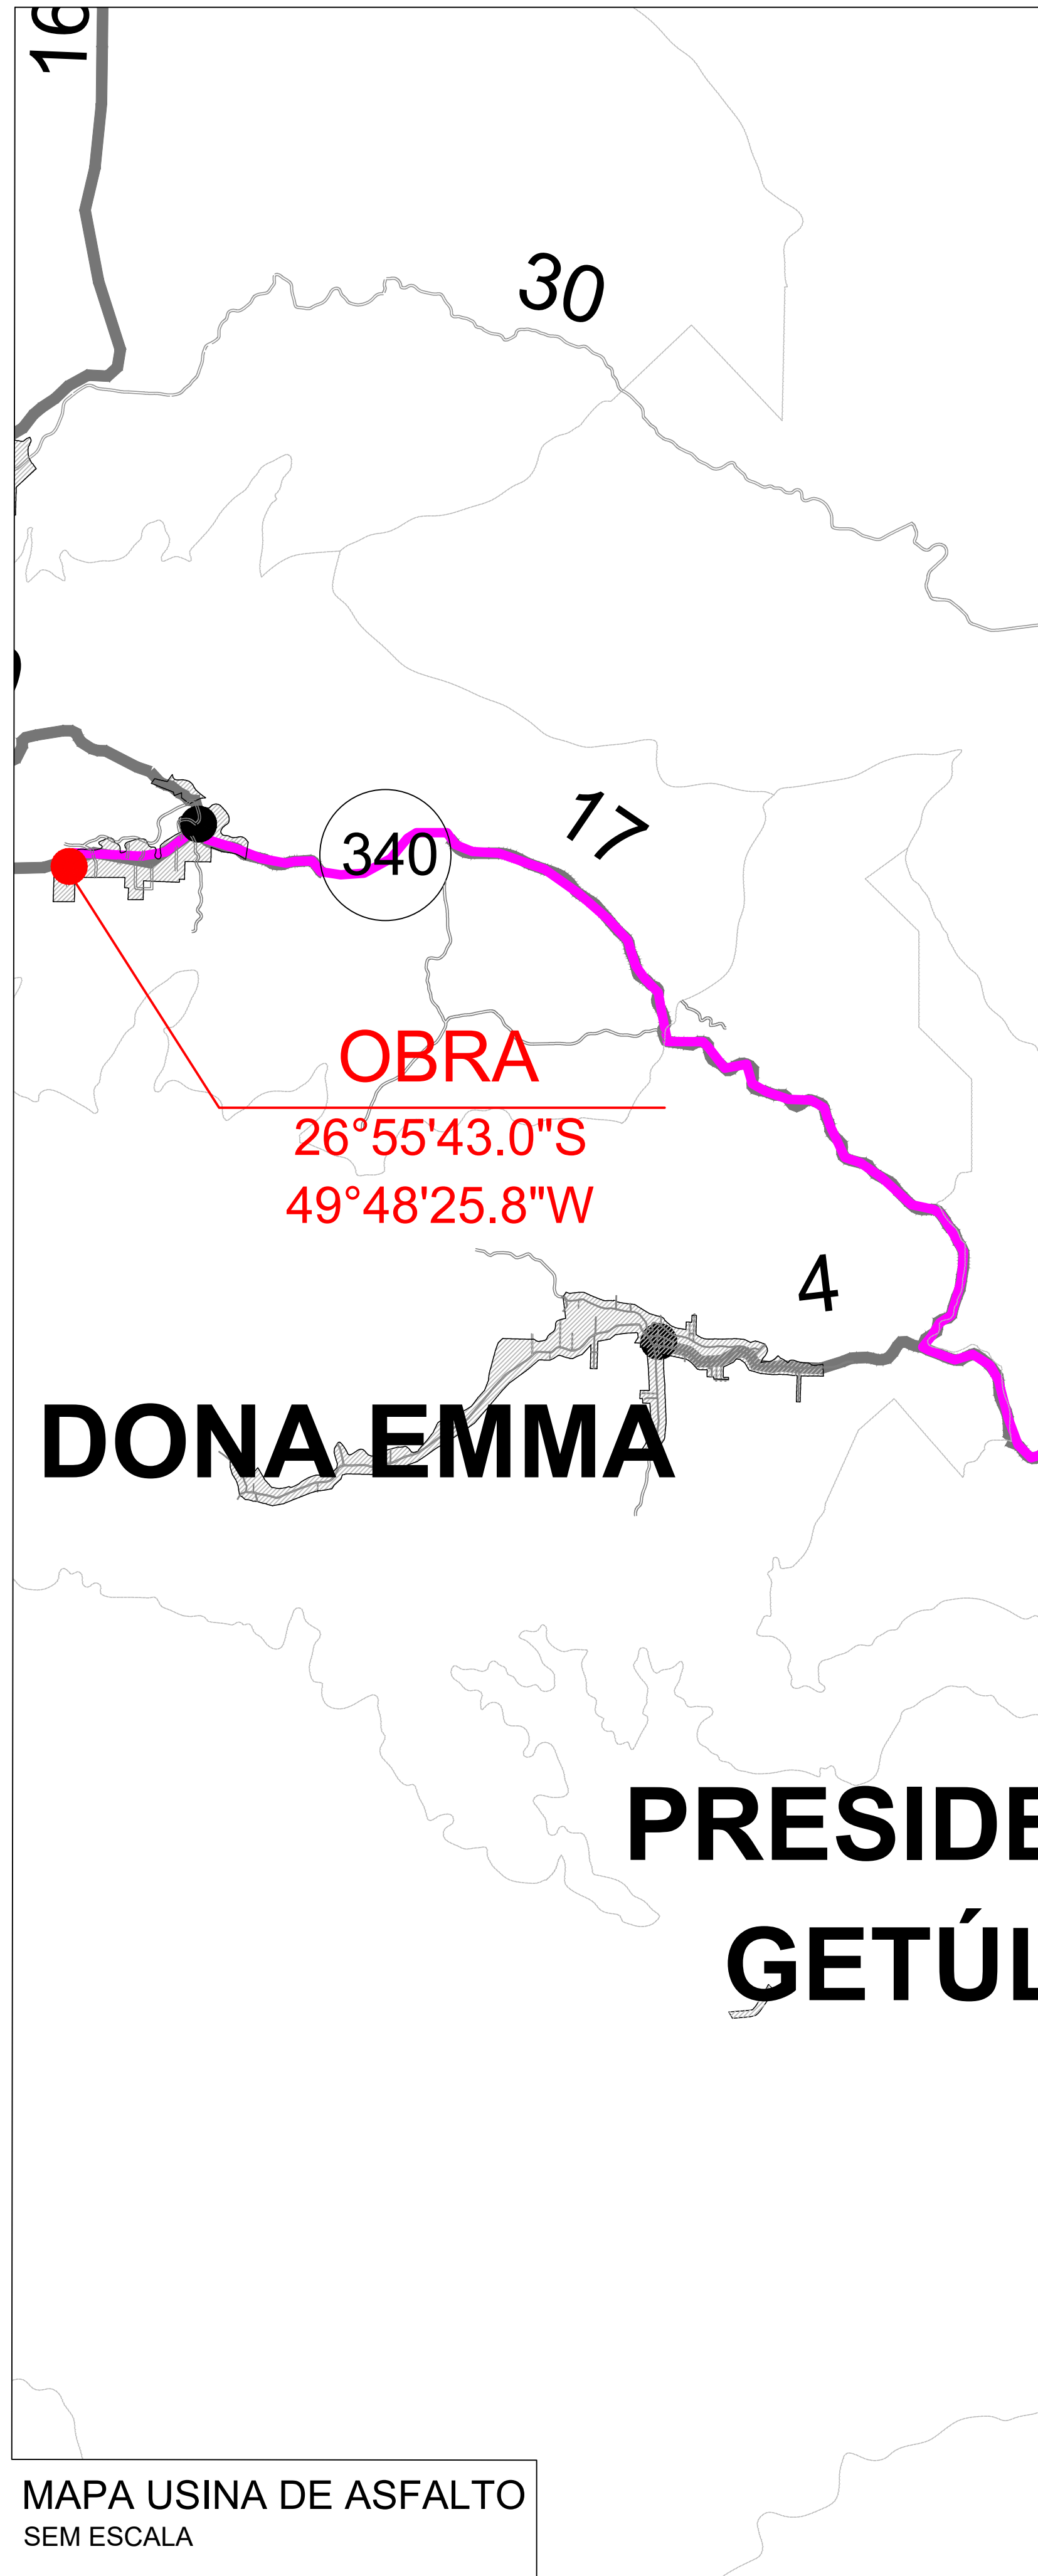 16
30
17
340
OBRA
26°55'43.0"S
49°48'25.8"W
4
DONA EMMA
PRESIDE
GETÚL
MAPA USINA DE ASFALTO
SEM ESCALA